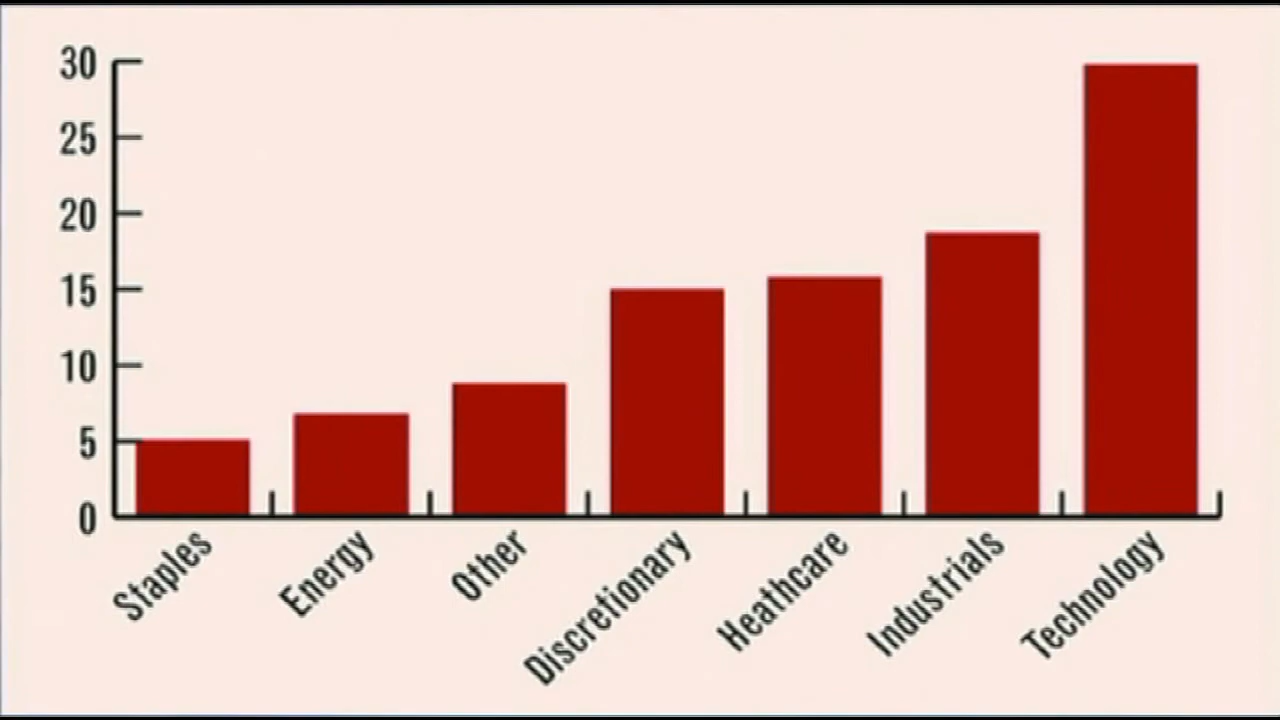 30
25
20
15
10
5
0
Staples
Energy
Other
Discretionary
Heathcare
Industrials
Technology